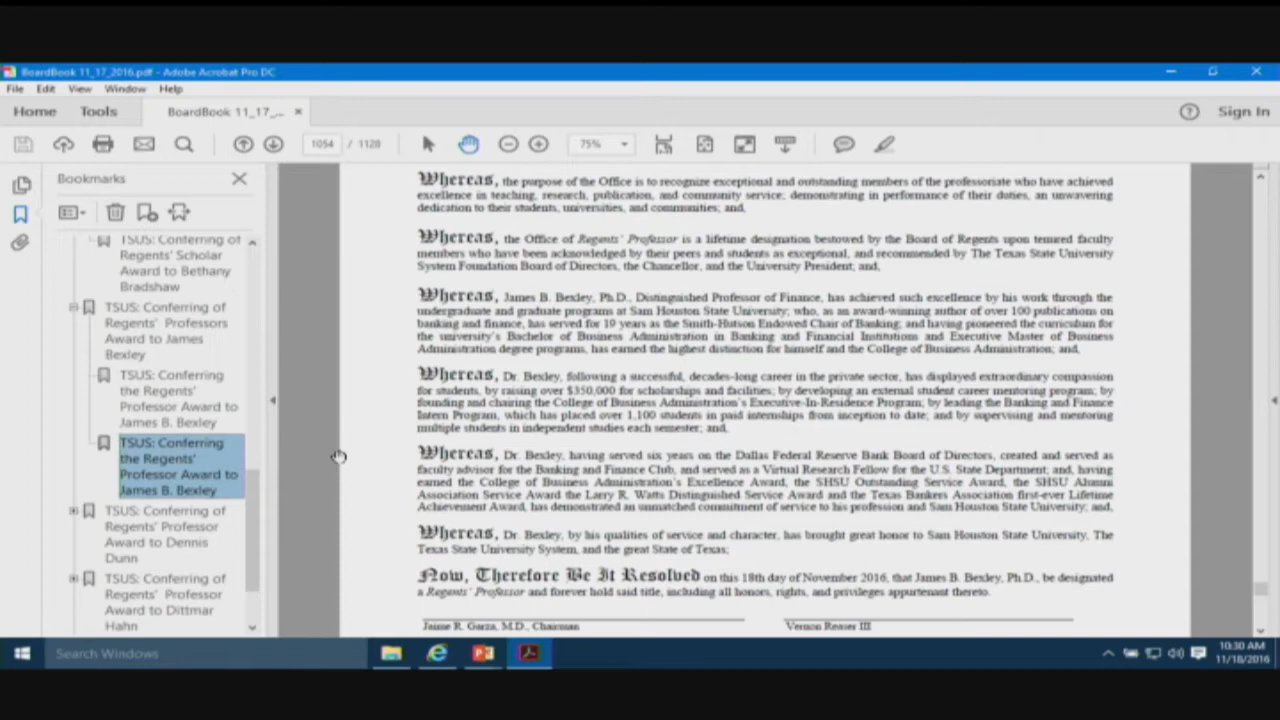 BoardBook 11_17_2016.pdf - Adobe Acrobat Pro DC
File Edit View Window Help
Home Tools BoardBook 11_17_... × Sign In
1054 / 1128 75%
Bookmarks
TSUS: Conferring of
Regents' Scholar
Award to Bethany
Bradshaw
TSUS: Conferring of
Regents' Professors
Award to James
Bexley
TSUS: Conferring
the Regents'
Professor Award to
James B. Bexley
TSUS: Conferring
the Regents'
Professor Award to
James B. Bexley
TSUS: Conferring of
Regents' Professor
Award to Dennis
Dunn
TSUS: Conferring of
Regents' Professor
Award to Dittmar
Hahn
Whereas, the purpose of the Office is to recognize exceptional and outstanding members of the professoriate who have achieved
excellence in teaching, research, publication, and community service; demonstrating in performance of their duties, an unwavering
dedication to their students, universities, and communities; and,
Whereas, the Office of Regents' Professor is a lifetime designation bestowed by the Board of Regents upon tenured faculty
members who have been acknowledged by their peers and students as exceptional, and recommended by The Texas State University
System Foundation Board of Directors, the Chancellor, and the University President; and,
Whereas, James B. Bexley, Ph.D., Distinguished Professor of Finance, has achieved such excellence by his work through the
undergraduate and graduate programs at Sam Houston State University; who, as an award-winning author of over 100 publications on
banking and finance, has served for 19 years as the Smith-Hutson Endowed Chair of Banking; and having pioneered the curriculum for
the university's Bachelor of Business Administration in Banking and Financial Institutions and Executive Master of Business
Administration degree programs, has earned the highest distinction for himself and the College of Business Administration; and,
Whereas, Dr. Bexley, following a successful, decades-long career in the private sector, has displayed extraordinary compassion
for students, by raising over $350,000 for scholarships and facilities; by developing an external student career mentoring program; by
founding and chairing the College of Business Administration's Executive-In-Residence Program, by leading the Banking and Finance
Intern Program, which has placed over 1,100 students in paid internships from inception to date; and by supervising and mentoring
multiple students in independent studies each semester; and,
Whereas, Dr. Bexley, having served six years on the Dallas Federal Reserve Bank Board of Directors, created and served as
faculty advisor for the Banking and Finance Club, and served as a Virtual Research Fellow for the U.S. State Department; and, having
earned the College of Business Administration's Excellence Award, the SHSU Outstanding Service Award, the SHSU Alumni
Association Service Award the Larry R. Watts Distinguished Service Award and the Texas Bankers Association first-ever Lifetime
Achievement Award, has demonstrated an unmatched commitment of service to his profession and Sam Houston State University; and,
Whereas, Dr. Bexley, by his qualities of service and character, has brought great honor to Sam Houston State University, The
Texas State University System, and the great State of Texas;
Now, Therefore Be It Resolved on this 18th day of November 2016, that James B. Bexley, Ph.D., be designated
a Regents' Professor and forever hold said title, including all honors, rights, and privileges appurtenant thereto.
Jaime R. Garza, M.D., Chairman Vernon Reaser III
Search Windows
10:30 AM
11/18/2016